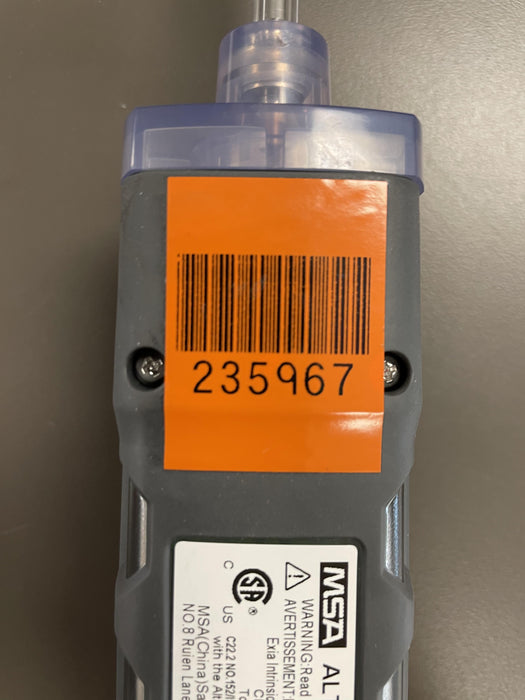 235967
MSA AL-
WARNING:Read
AVERTISSEMENT:
Exia Intrinsic
C US
C22.2 NO.152/
with the Alt
MSA(China)
NO.8 Ruien Lane